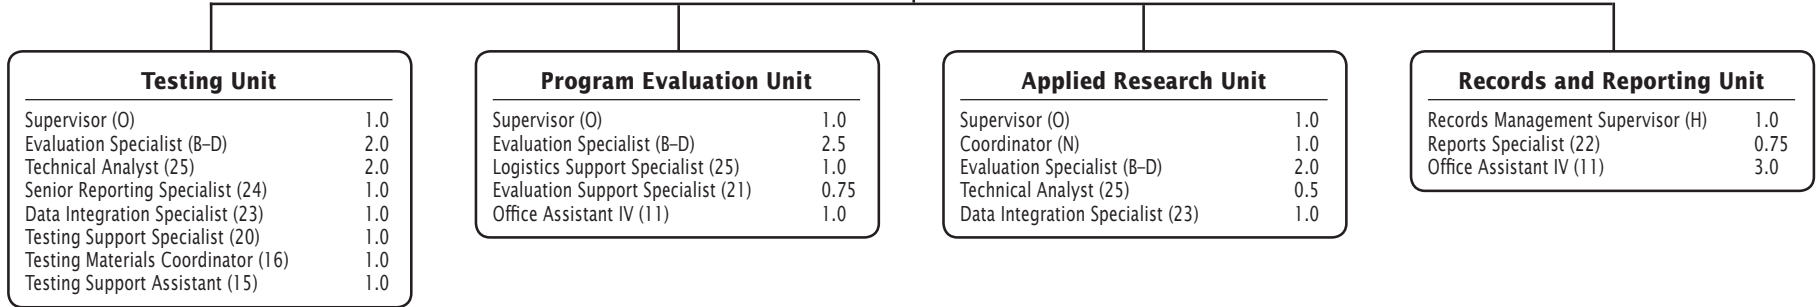 Testing Unit
Supervisor (O) 1.0
Evaluation Specialist (B–D) 2.0
Technical Analyst (25) 2.0
Senior Reporting Specialist (24) 1.0
Data Integration Specialist (23) 1.0
Testing Support Specialist (20) 1.0
Testing Materials Coordinator (16) 1.0
Testing Support Assistant (15) 1.0
Program Evaluation Unit
Supervisor (O) 1.0
Evaluation Specialist (B–D) 2.5
Logistics Support Specialist (25) 1.0
Evaluation Support Specialist (21) 0.75
Office Assistant IV (11) 1.0
Applied Research Unit
Supervisor (O) 1.0
Coordinator (N) 1.0
Evaluation Specialist (B–D) 2.0
Technical Analyst (25) 0.5
Data Integration Specialist (23) 1.0
Records and Reporting Unit
Records Management Supervisor (H) 1.0
Reports Specialist (22) 0.75
Office Assistant IV (11) 3.0